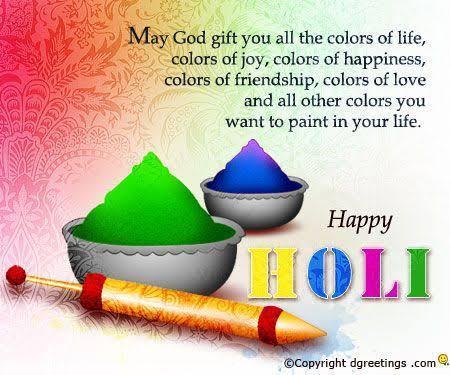 May God gift you all the colors of life,
colors of joy, colors of happiness,
colors of friendship, colors of love
and all other colors you
want to paint in your life.
Happy
HOLI
©Copyright dgreetings .com